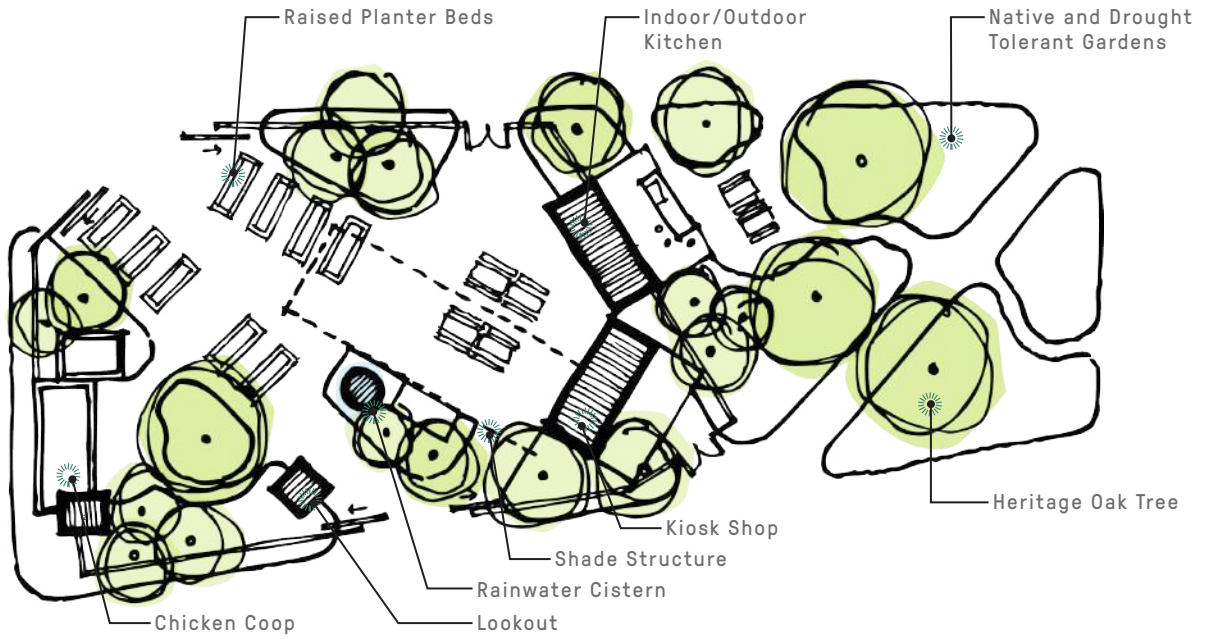 Raised Planter Beds
Indoor/Outdoor
Kitchen
Native and Drought
Tolerant Gardens
Heritage Oak Tree
Kiosk Shop
Shade Structure
Rainwater Cistern
Chicken Coop
Lookout